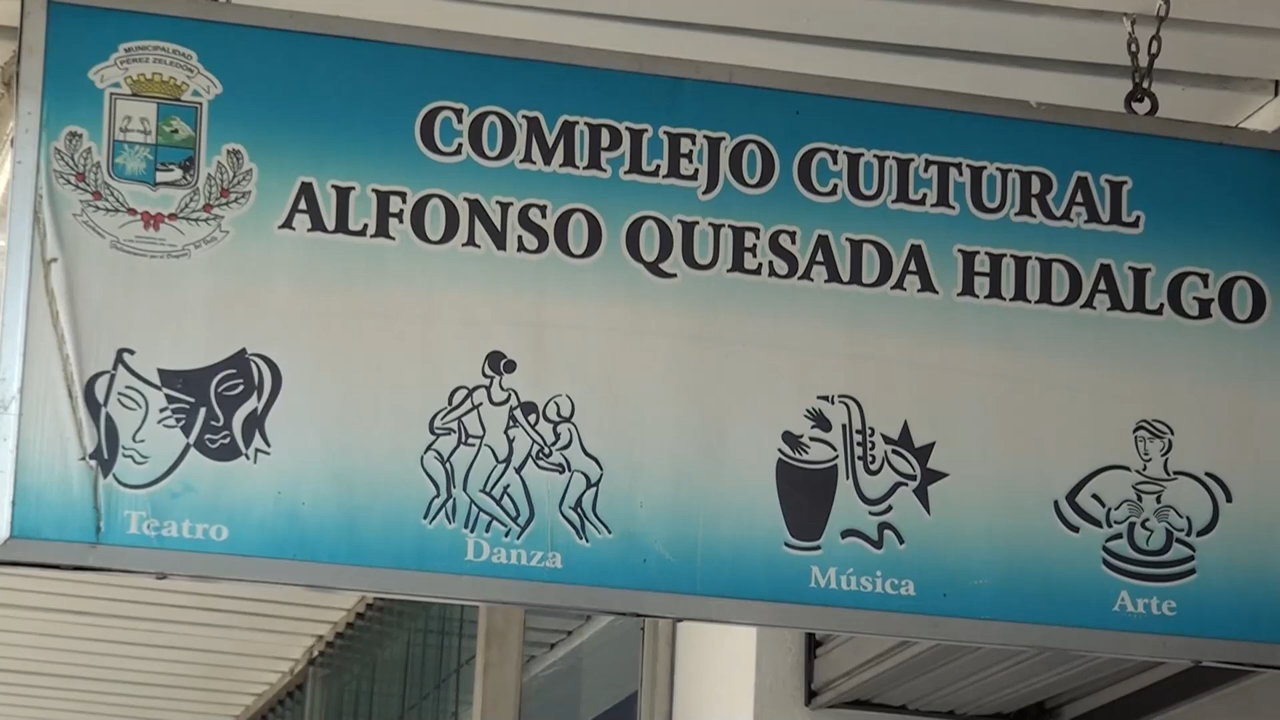 MUNICIPALIDAD
PÉREZ ZELEDÓN
COMPLEJO CULTURAL
ALFONSO QUESADA HIDALGO
Teatro
Danza
Música
Arte